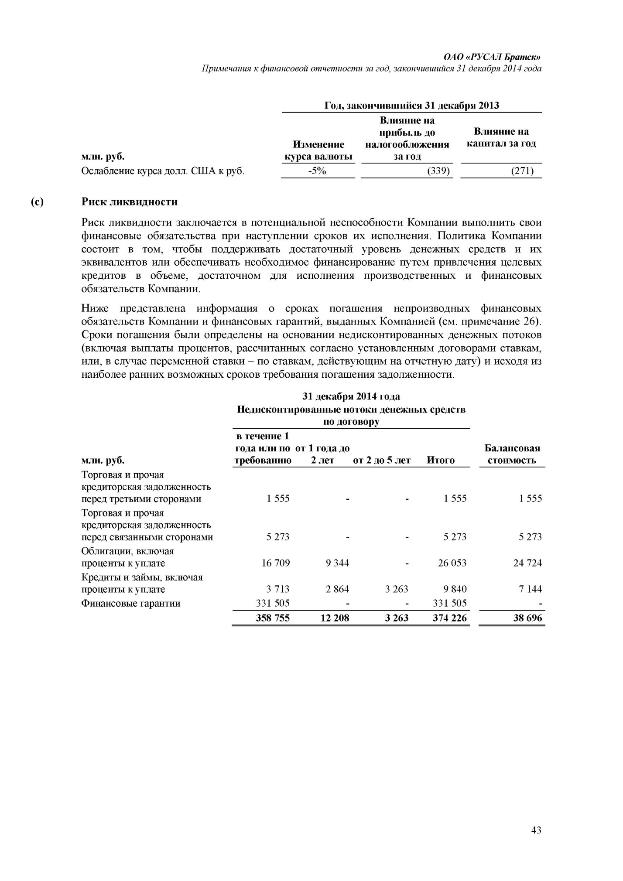 ОАО «РУСАЛ Братск»
Примечания к финансовой отчетности за год, закончившийся 31 декабря 2014 года
Год, закончившийся 31 декабря 2013
млн. руб. Изменение курса валюты Влияние на прибыль до налогообложения за год Влияние на капитал за год
Ослабление курса долл. США к руб. -5% (339) (271)
(c) Риск ликвидности
Риск ликвидности заключается в потенциальной неспособности Компании выполнить свои
финансовые обязательства при наступлении сроков их исполнения. Политика Компании
состоит в том, чтобы поддерживать достаточный уровень денежных средств и их
эквивалентов или обеспечивать необходимое финансирование путем привлечения целевых
кредитов в объеме, достаточном для исполнения производственных и финансовых
обязательств Компании.
Ниже представлена информация о сроках погашения непроизводных финансовых
обязательств Компании и финансовых гарантий, выданных Компанией (см. примечание 26).
Сроки погашения были определены на основании недисконтированных денежных потоков
(включая выплаты процентов, рассчитанных согласно установленным договорами ставкам,
или, в случае переменной ставки – по ставкам, действующим на отчетную дату) и исходя из
наиболее ранних возможных сроков требования погашения задолженности.
31 декабря 2014 года
Недисконтированные потоки денежных средств
по договору
млн. руб. в течение 1 года или по требованию от 1 года до 2 лет от 2 до 5 лет Итого Балансовая стоимость
Торговая и прочая
кредиторская задолженность
перед третьими сторонами 1 555 - - 1 555 1 555
Торговая и прочая
кредиторская задолженность
перед связанными сторонами 5 273 - - 5 273 5 273
Облигации, включая
проценты к уплате 16 709 9 344 - 26 053 24 724
Кредиты и займы, включая
проценты к уплате 3 713 2 864 3 263 9 840 7 144
Финансовые гарантии 331 505 - - 331 505 -
358 755 12 208 3 263 374 226 38 696
43